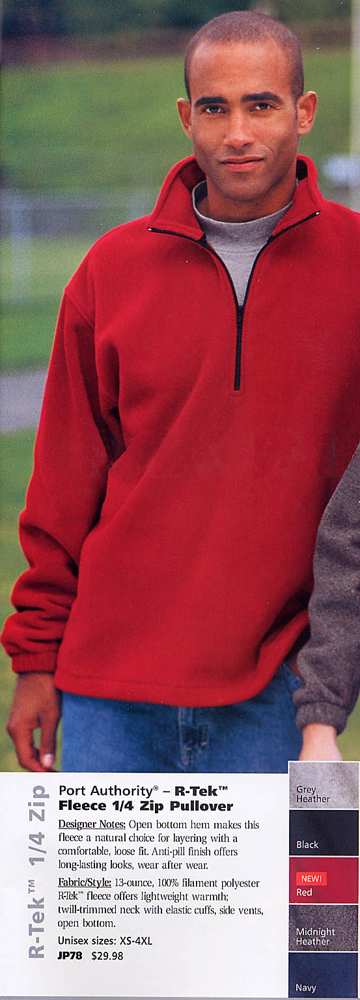 R-Tek™ 1/4 Zip
Port Authority® – R-Tek™
Fleece 1/4 Zip Pullover
Designer Notes: Open bottom hem makes this
fleece a natural choice for layering with a
comfortable, loose fit. Anti-pill finish offers
long-lasting looks, wear after wear.
Fabric/Style: 13-ounce, 100% filament polyester
R-Tek™ fleece offers lightweight warmth;
twill-trimmed neck with elastic cuffs, side vents,
open bottom.
Unisex sizes: XS-4XL
JP78 $29.98
Grey
Heather
Black
NEW!
Red
Midnight
Heather
Navy